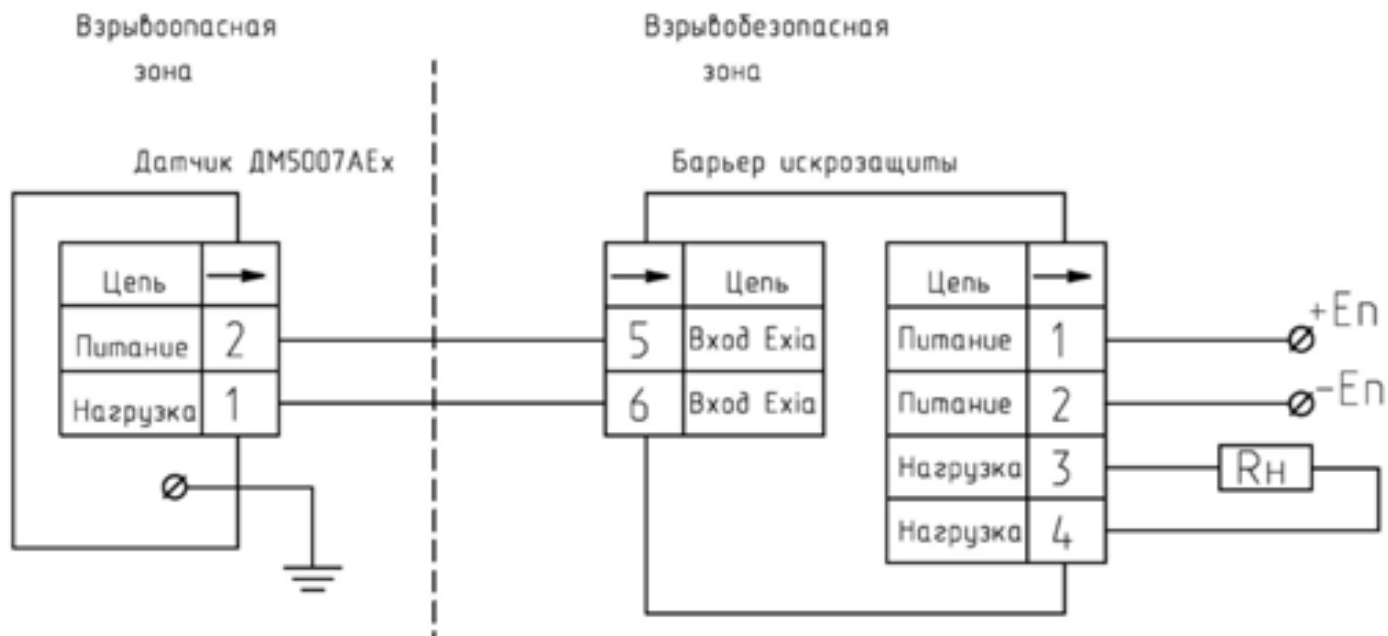 Взрывоопасная
зона
Взрывобезопасная
зона
Датчик ДМ5007АЕх
Барьер искрозащиты
Цепь
Питание 2
Нагрузка 1
Цепь
5 Вход Exia
6 Вход Exia
Цепь
Питание 1
Питание 2
Нагрузка 3
Нагрузка 4
+Еп
-Еп
Rн